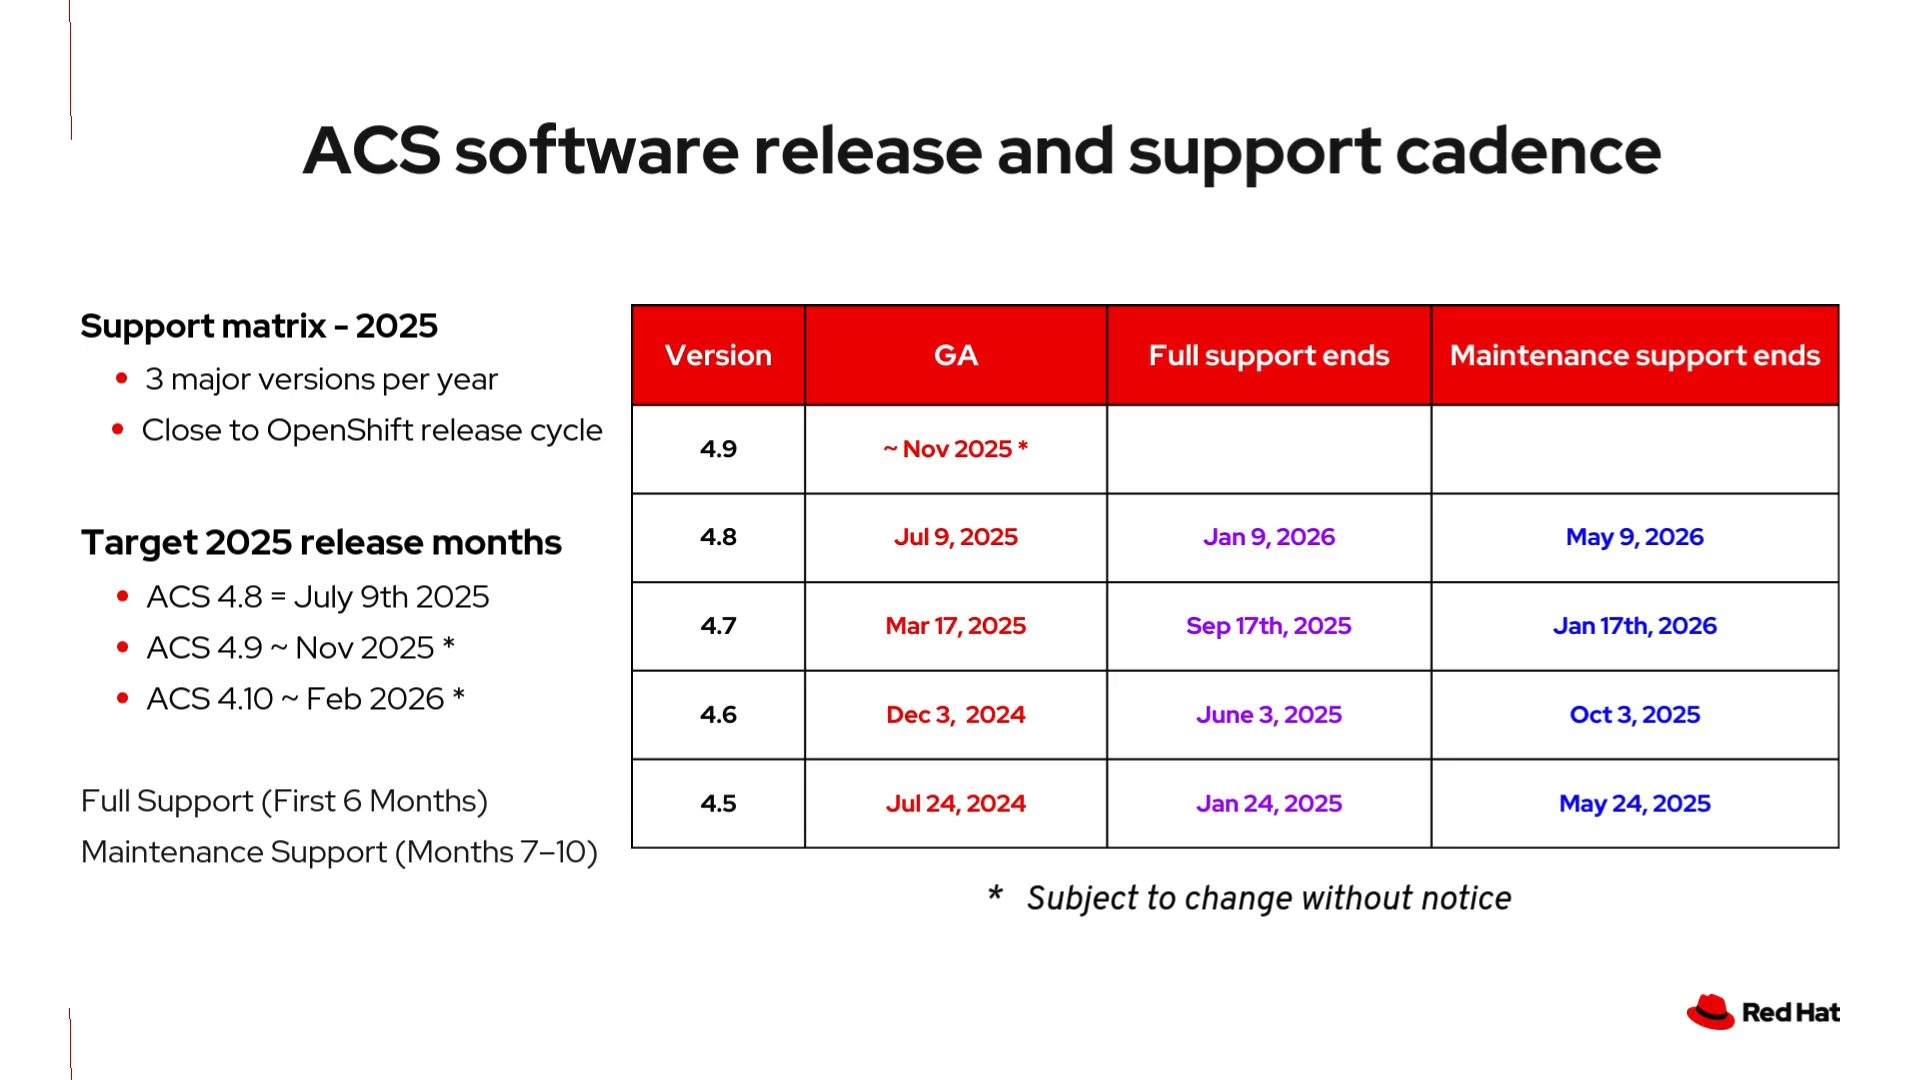 ACS software release and support cadence
Support matrix - 2025
3 major versions per year
Close to OpenShift release cycle
Target 2025 release months
ACS 4.8 = July 9th 2025
ACS 4.9 ~ Nov 2025 *
ACS 4.10 ~ Feb 2026 *
Full Support (First 6 Months)
Maintenance Support (Months 7–10)
Version GA Full support ends Maintenance support ends
4.9 ~ Nov 2025 *
4.8 Jul 9, 2025 Jan 9, 2026 May 9, 2026
4.7 Mar 17, 2025 Sep 17th, 2025 Jan 17th, 2026
4.6 Dec 3, 2024 June 3, 2025 Oct 3, 2025
4.5 Jul 24, 2024 Jan 24, 2025 May 24, 2025
* Subject to change without notice
Red Hat